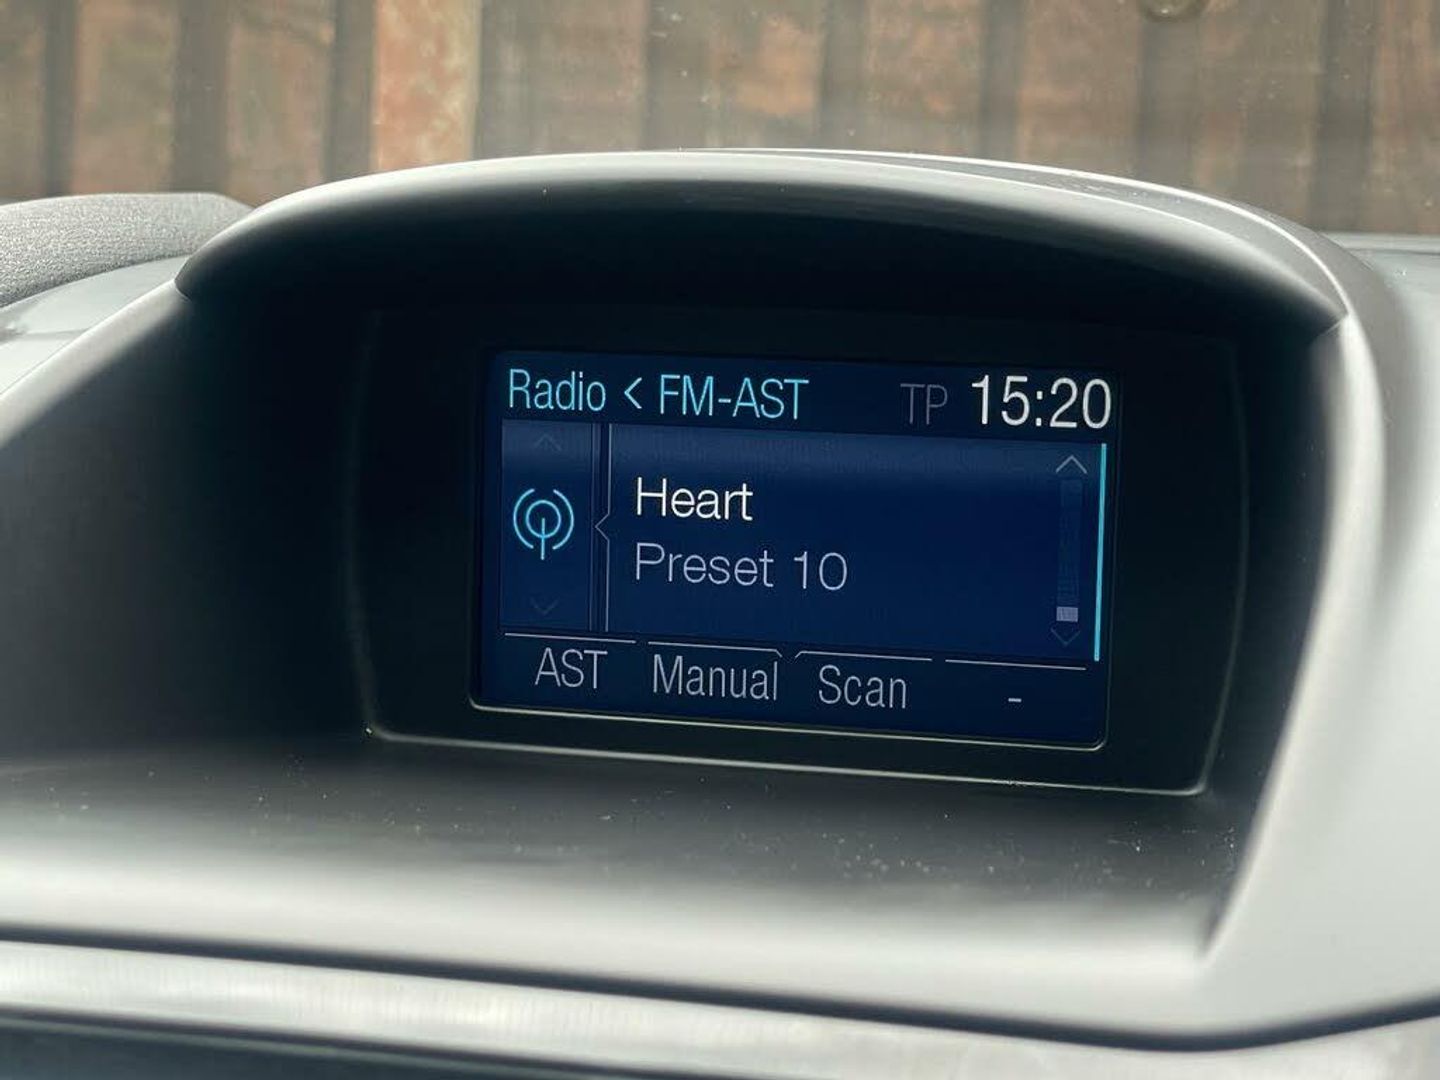 Radio < FM-AST TP 15:20
Heart
Preset 10
AST Manual Scan -